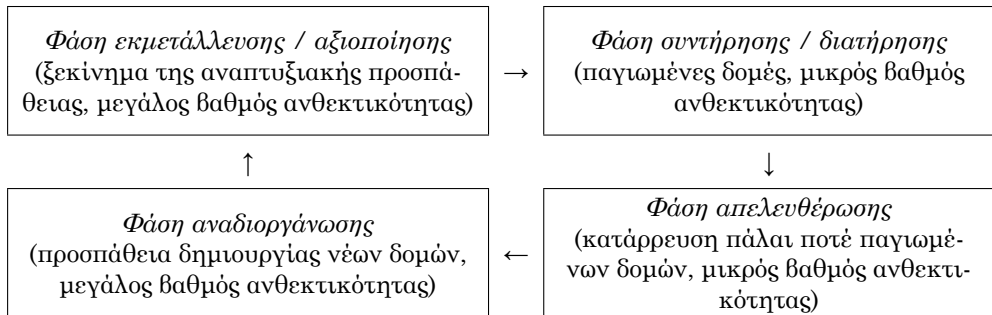 Φάση εκμετάλλευσης / αξιοποίησης
(ξεκίνημα της αναπτυξιακής προσπά-
θειας, μεγάλος βαθμός ανθεκτικότητας)
→
Φάση συντήρησης / διατήρησης
(παγιωμένες δομές, μικρός βαθμός
ανθεκτικότητας)
↑
↓
Φάση αναδιοργάνωσης
(προσπάθεια δημιουργίας νέων δομών,
μεγάλος βαθμός ανθεκτικότητας)
←
Φάση απελευθέρωσης
(κατάρρευση πάλαι ποτέ παγιωμέ-
νων δομών, μικρός βαθμός ανθεκτι-
κότητας)